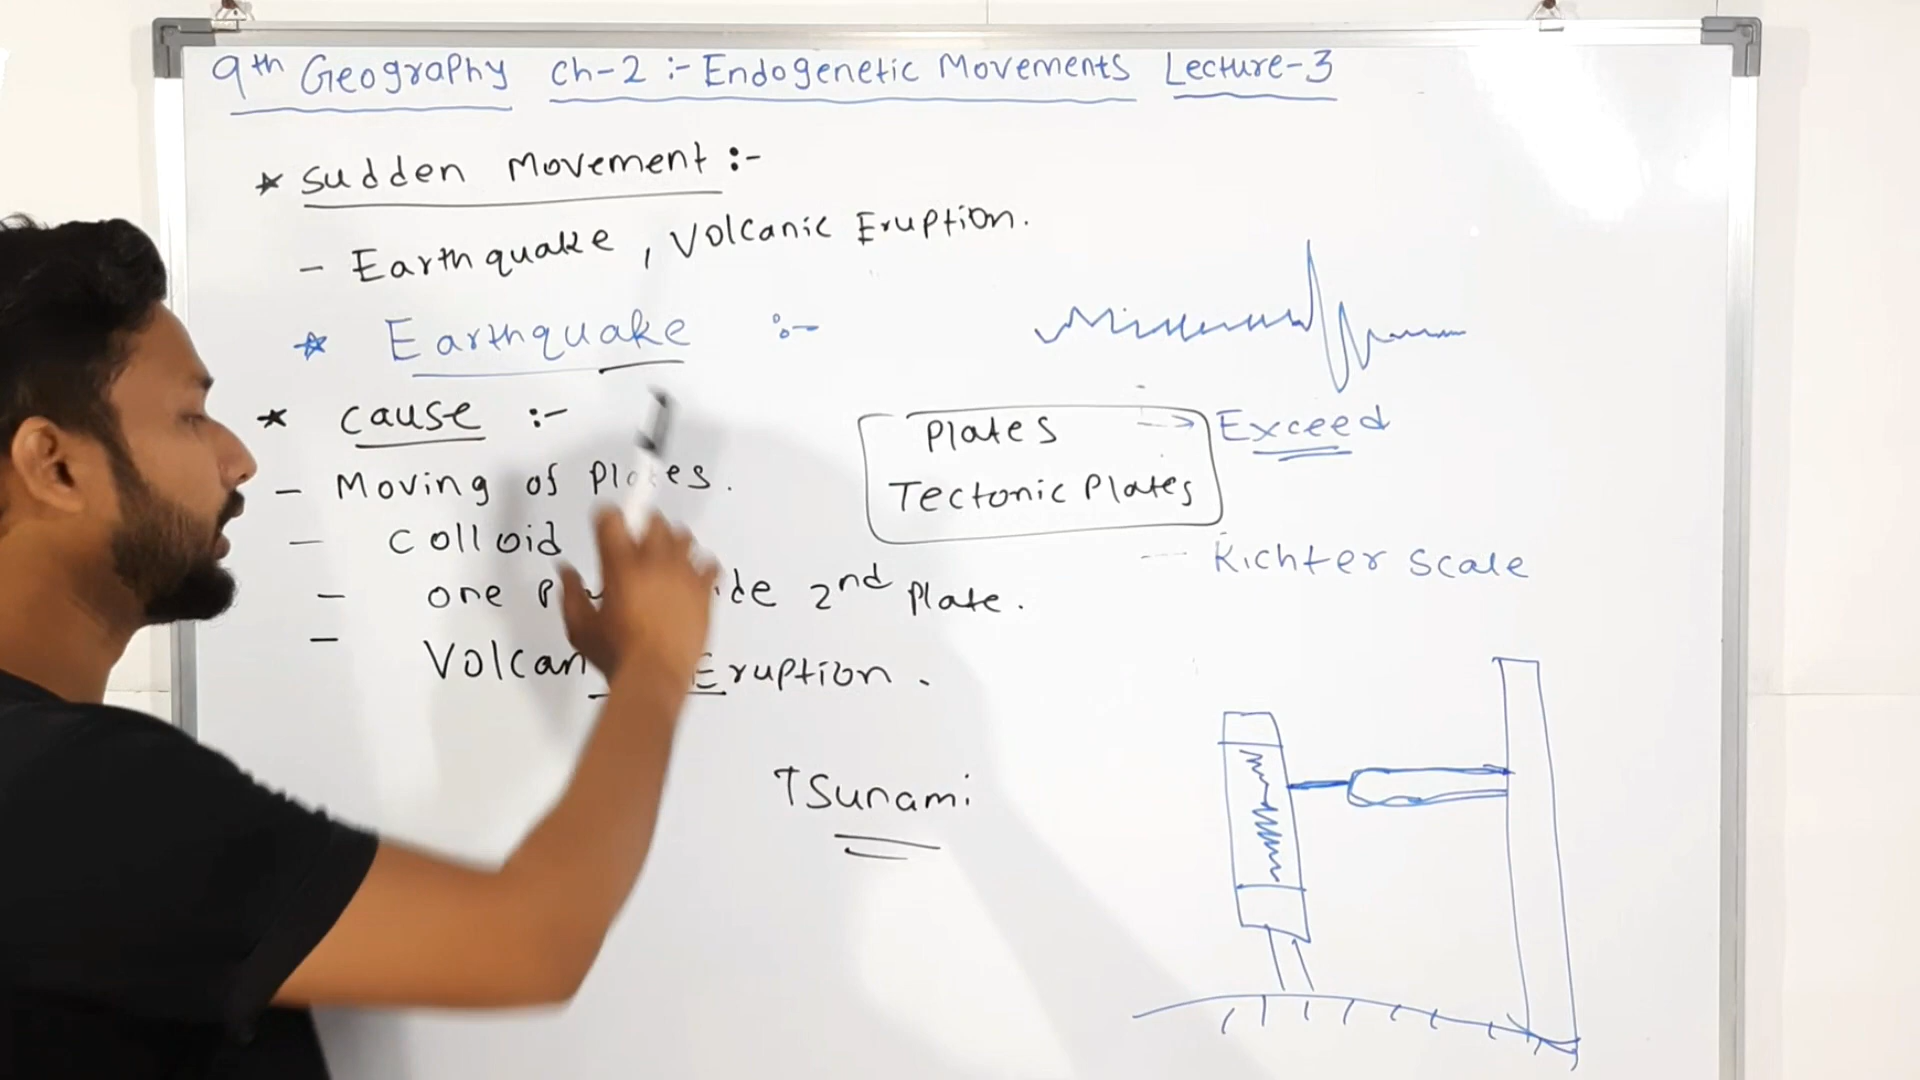 9th Geography ch-2 :- Endogenetic Movements Lecture-3
* Sudden Movement :-
- Earthquake, Volcanic Eruption.
* Earthquake :-
* Cause :-
- Moving of Plates.
- Colloid
- one 2nd Plate.
- Volcan Eruption.
Plates
Tectonic Plates
→ Exceed
- Richter Scale
Tsunami